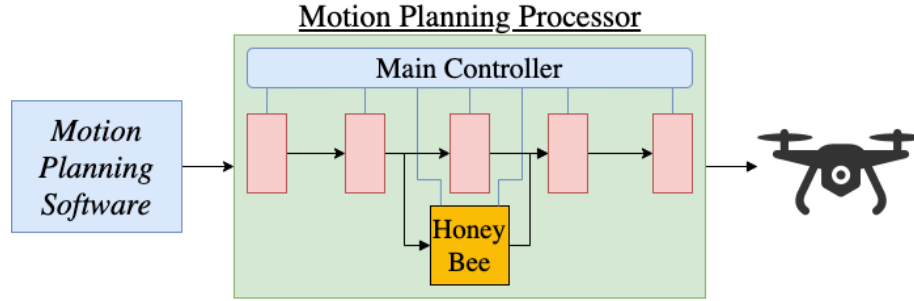 Motion Planning Processor
Main Controller
Motion
Planning
Software
Honey
Bee